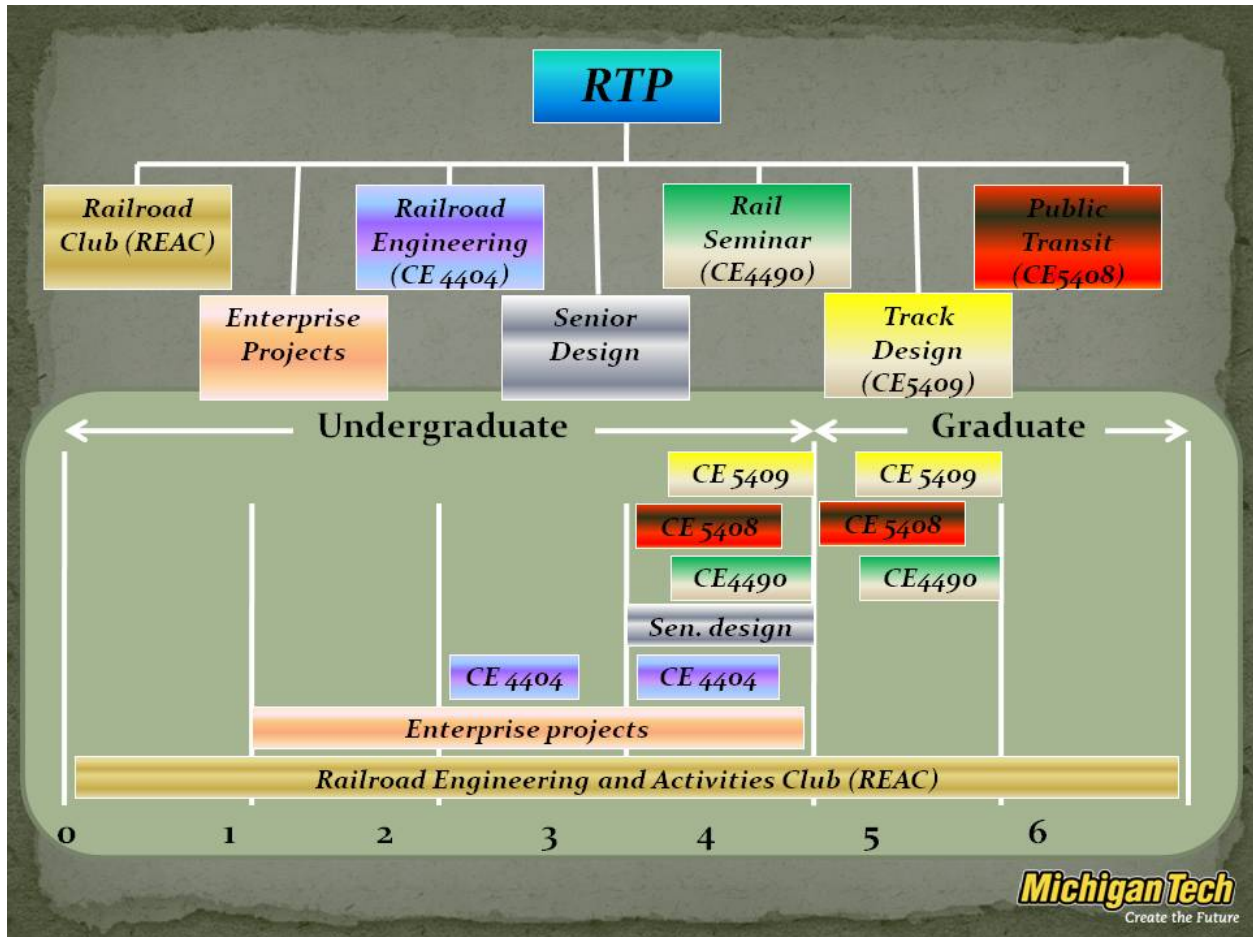 RTP
Railroad
Club (REAC)
Railroad
Engineering
(CE 4404)
Rail
Seminar
(CE4490)
Public
Transit
(CE5408)
Enterprise
Projects
Senior
Design
Track
Design
(CE5409)
Undergraduate
Graduate
CE 5409
CE 5409
CE 5408
CE 5408
CE4490
CE4490
Sen. design
CE 4404
CE 4404
Enterprise projects
Railroad Engineering and Activities Club (REAC)
0 1 2 3 4 5 6
Michigan Tech
Create the Future